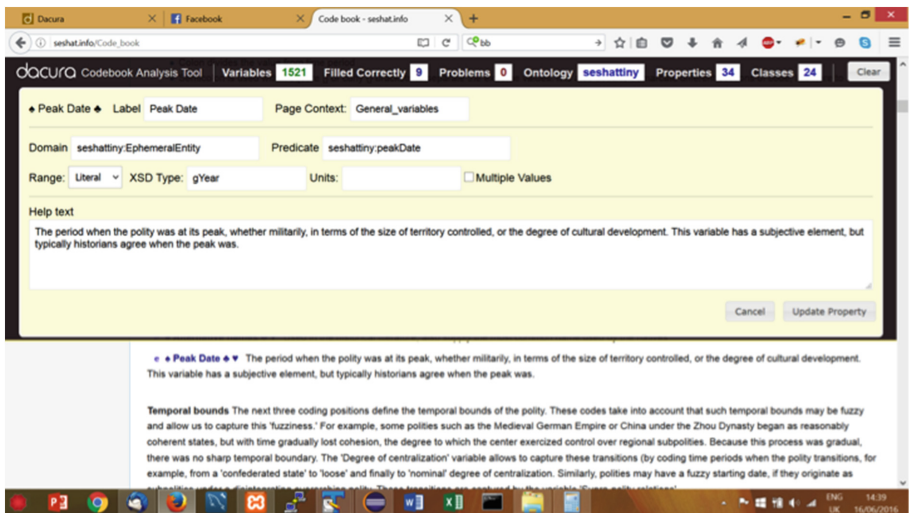 Dacura
Facebook
Code book - seshat.info
seshat.info/Code_book
bb
dacura Codebook Analysis Tool Variables 1521 Filled Correctly 9 Problems 0 Ontology seshattiny Properties 34 Classes 24 Clear
♠ Peak Date ♣ Label Peak Date Page Context: General_variables
Domain seshattiny:EphemeralEntity Predicate seshattiny:peakDate
Range: Literal XSD Type: gYear Units: Multiple Values
Help text
The period when the polity was at its peak, whether militarily, in terms of the size of territory controlled, or the degree of cultural development. This variable has a subjective element, but
typically historians agree when the peak was.
Cancel Update Property
e ♠ Peak Date ♣ ♥ The period when the polity was at its peak, whether militarily, in terms of the size of territory controlled, or the degree of cultural development.
This variable has a subjective element, but typically historians agree when the peak was.
Temporal bounds The next three coding positions define the temporal bounds of the polity. These codes take into account that such temporal bounds may be fuzzy
and allow us to capture this 'fuzziness.' For example, some polities such as the Medieval German Empire or China under the Zhou Dynasty began as reasonably
coherent states, but with time gradually lost cohesion, the degree to which the center exercized control over regional subpolities. Because this process was gradual,
there was no sharp temporal boundary. The 'Degree of centralization' variable allows to capture these transitions (by coding time periods when the polity transitions, for
example, from a 'confederated state' to 'loose' and finally to 'nominal' degree of centralization. Similarly, polities may have a fuzzy starting date, if they originate as
ENG 14:39
UK 16/06/2016